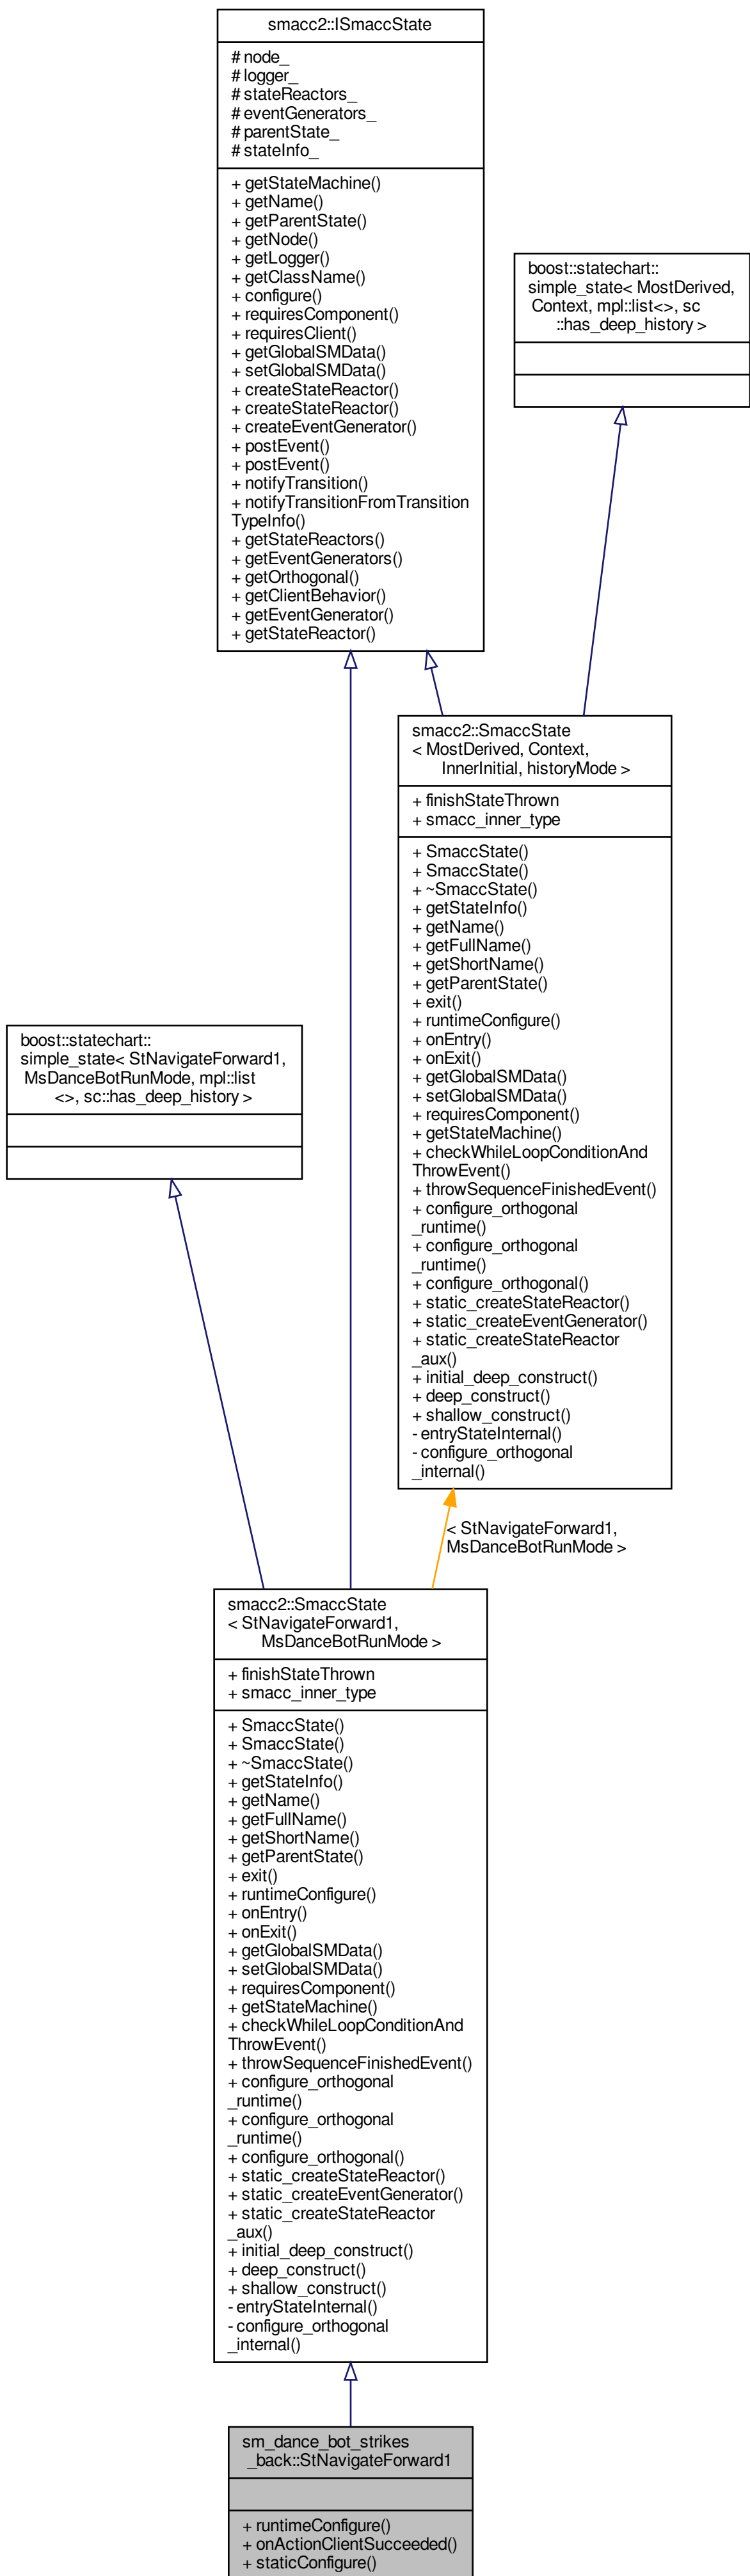 smacc2::ISmaccState
# node_
# logger_
# stateReactors_
# eventGenerators_
# parentState_
# stateInfo_
+ getStateMachine()
+ getName()
+ getParentState()
+ getNode()
+ getLogger()
+ getClassName()
+ configure()
+ requiresComponent()
+ requiresClient()
+ getGlobalSMData()
+ setGlobalSMData()
+ createStateReactor()
+ createStateReactor()
+ createEventGenerator()
+ postEvent()
+ postEvent()
+ notifyTransition()
+ notifyTransitionFromTransition
TypeInfo()
+ getStateReactors()
+ getEventGenerators()
+ getOrthogonal()
+ getClientBehavior()
+ getEventGenerator()
+ getStateReactor()
boost::statechart::
simple_state< MostDerived,
Context, mpl::list<>, sc
::has_deep_history >
smacc2::SmaccState
< MostDerived, Context,
InnerInitial, historyMode >
+ finishStateThrown
+ smacc_inner_type
+ SmaccState()
+ SmaccState()
+ ~SmaccState()
+ getStateInfo()
+ getName()
+ getFullName()
+ getShortName()
+ getParentState()
+ exit()
+ runtimeConfigure()
+ onEntry()
+ onExit()
+ getGlobalSMData()
+ setGlobalSMData()
+ requiresComponent()
+ getStateMachine()
+ checkWhileLoopConditionAnd
ThrowEvent()
+ throwSequenceFinishedEvent()
+ configure_orthogonal
_runtime()
+ configure_orthogonal
_runtime()
+ configure_orthogonal()
+ static_createStateReactor()
+ static_createEventGenerator()
+ static_createStateReactor
_aux()
+ initial_deep_construct()
+ deep_construct()
+ shallow_construct()
- entryStateInternal()
- configure_orthogonal
_internal()
boost::statechart::
simple_state< StNavigateForward1,
MsDanceBotRunMode, mpl::list
<>, sc::has_deep_history >
< StNavigateForward1,
MsDanceBotRunMode >
smacc2::SmaccState
< StNavigateForward1,
MsDanceBotRunMode >
+ finishStateThrown
+ smacc_inner_type
+ SmaccState()
+ SmaccState()
+ ~SmaccState()
+ getStateInfo()
+ getName()
+ getFullName()
+ getShortName()
+ getParentState()
+ exit()
+ runtimeConfigure()
+ onEntry()
+ onExit()
+ getGlobalSMData()
+ setGlobalSMData()
+ requiresComponent()
+ getStateMachine()
+ checkWhileLoopConditionAnd
ThrowEvent()
+ throwSequenceFinishedEvent()
+ configure_orthogonal
_runtime()
+ configure_orthogonal
_runtime()
+ configure_orthogonal()
+ static_createStateReactor()
+ static_createEventGenerator()
+ static_createStateReactor
_aux()
+ initial_deep_construct()
+ deep_construct()
+ shallow_construct()
- entryStateInternal()
- configure_orthogonal
_internal()
sm_dance_bot_strikes
_back::StNavigateForward1
+ runtimeConfigure()
+ onActionClientSucceeded()
+ staticConfigure()